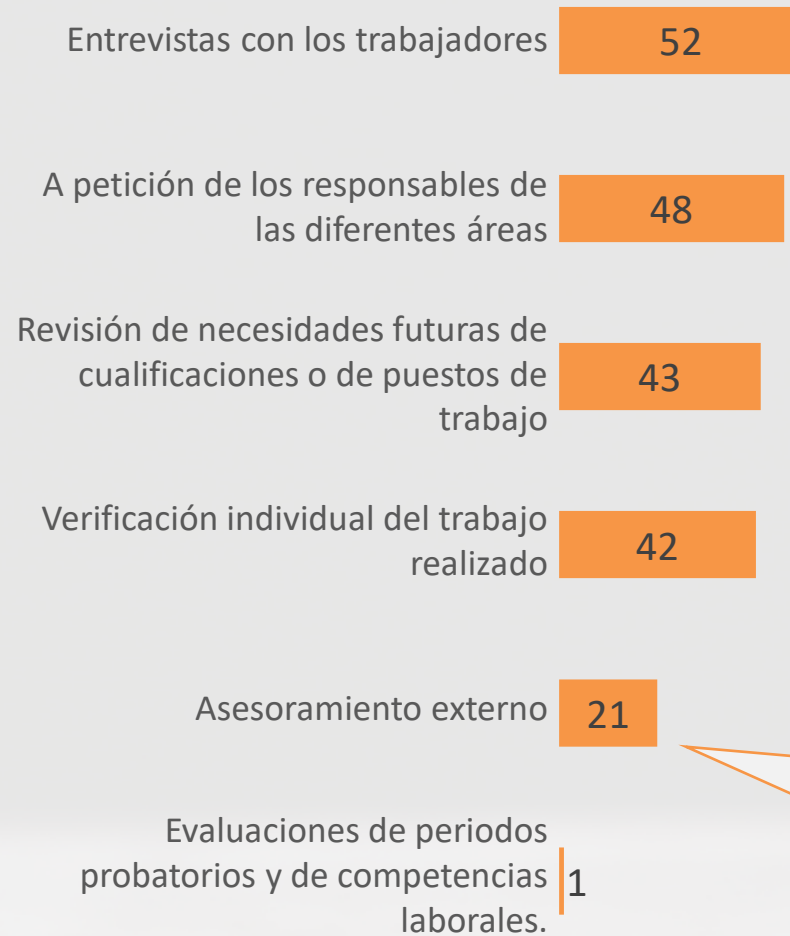 Entrevistas con los trabajadores 52
A petición de los responsables de
las diferentes áreas 48
Revisión de necesidades futuras de
cualificaciones o de puestos de 43
trabajo
Verificación individual del trabajo
realizado 42
Asesoramiento externo 21
Evaluaciones de periodos
probatorios y de competencias 1
laborales.